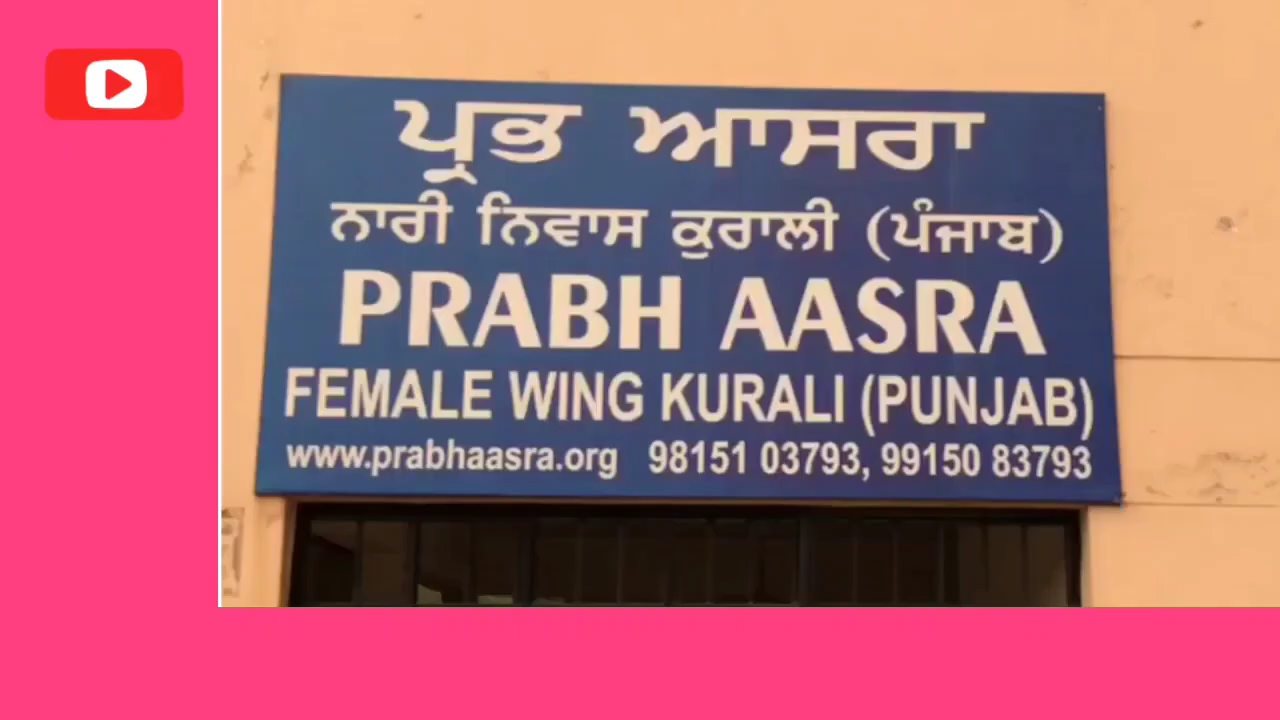 ਪ੍ਰਭ ਆਸਰਾ
ਨਾਰੀ ਨਿਵਾਸ ਕੁਰਾਲੀ (ਪੰਜਾਬ)
PRABH AASRA
FEMALE WING KURALI (PUNJAB)
www.prabhaasra.org 98151 03793, 99150 83793